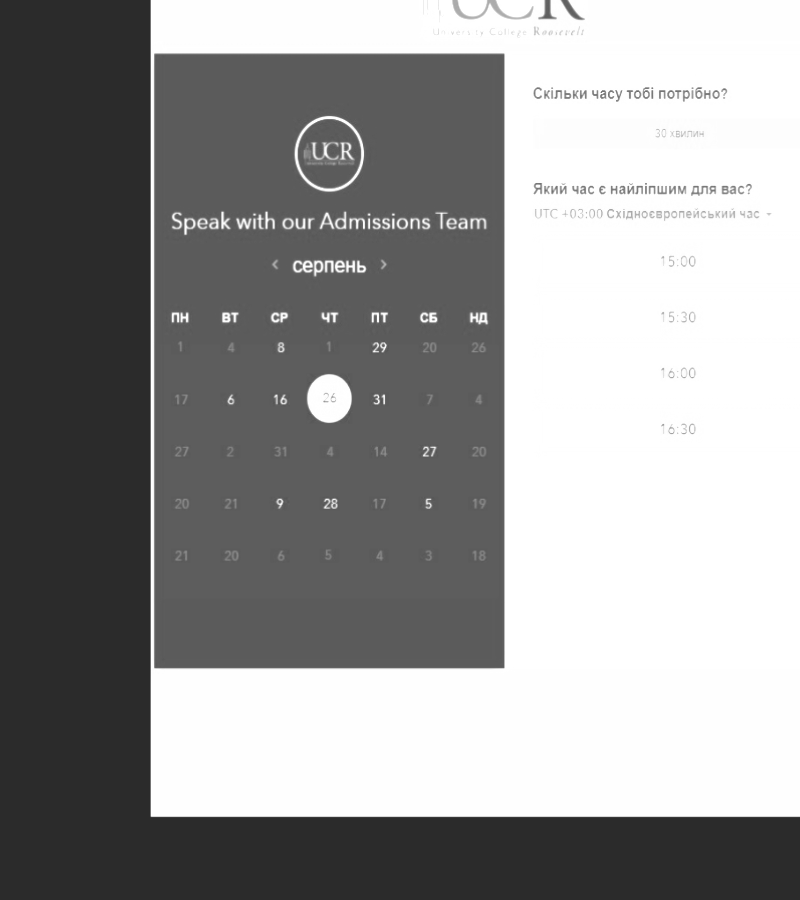 UCR
University College Roosevelt
UCR
Speak with our Admissions Team
‹ серпень ›
ПН ВТ СР ЧТ ПТ СБ НД
1 4 8 1 29 20 26
17 6 16 26 31 7 4
27 2 31 4 14 27 20
20 21 9 28 17 5 19
21 20 6 5 4 3 18
Скільки часу тобі потрібно?
30 хвилин
Який час є найліпшим для вас?
UTC +03:00 Східноєвропейський час
15:00
15:30
16:00
16:30